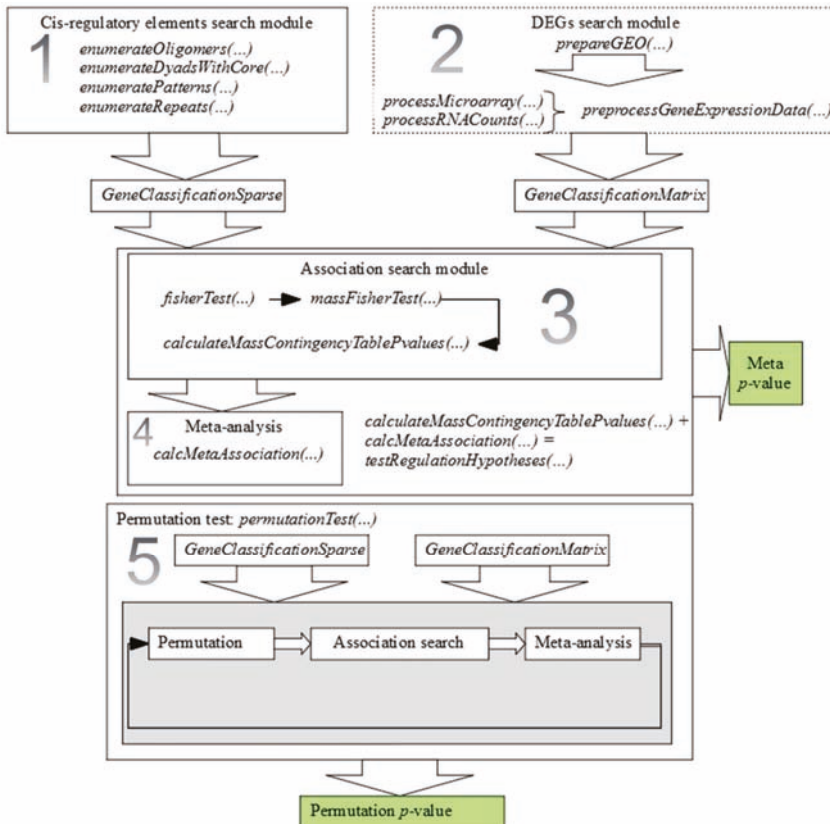 Cis-regulatory elements search module
1
enumerateOligomers(...)
enumerateDyadsWithCore(...)
enumeratePatterns(...)
enumerateRepeats(...)
DEGs search module
2
prepareGEO(...)
processMicroarray(...)
processRNACounts(...)
preprocessGeneExpressionData(...)
GeneClassificationSparse
GeneClassificationMatrix
Association search module
fisherTest(...)
massFisherTest(...)
3
calculateMassContingencyTablePvalues(...)
Meta
p-value
4
Meta-analysis
calcMetaAssociation(...)
calculateMassContingencyTablePvalues(...) +
calcMetaAssociation(...) =
testRegulationHypotheses(...)
Permutation test: permutationTest(...)
5
GeneClassificationSparse
GeneClassificationMatrix
Permutation
Association search
Meta-analysis
Permutation p-value